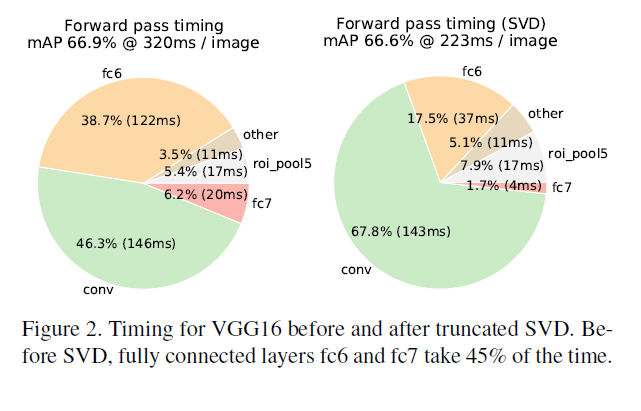 Forward pass timing
mAP 66.9% @ 320ms / image
fc6
38.7% (122ms)
other
3.5% (11ms)
roi_pool5
5.4% (17ms)
6.2% (20ms)
fc7
46.3% (146ms)
conv
Forward pass timing (SVD)
mAP 66.6% @ 223ms / image
fc6
17.5% (37ms)
other
5.1% (11ms)
roi_pool5
7.9% (17ms)
1.7% (4ms)
fc7
67.8% (143ms)
conv
Figure 2. Timing for VGG16 before and after truncated SVD. Be-
fore SVD, fully connected layers fc6 and fc7 take 45% of the time.